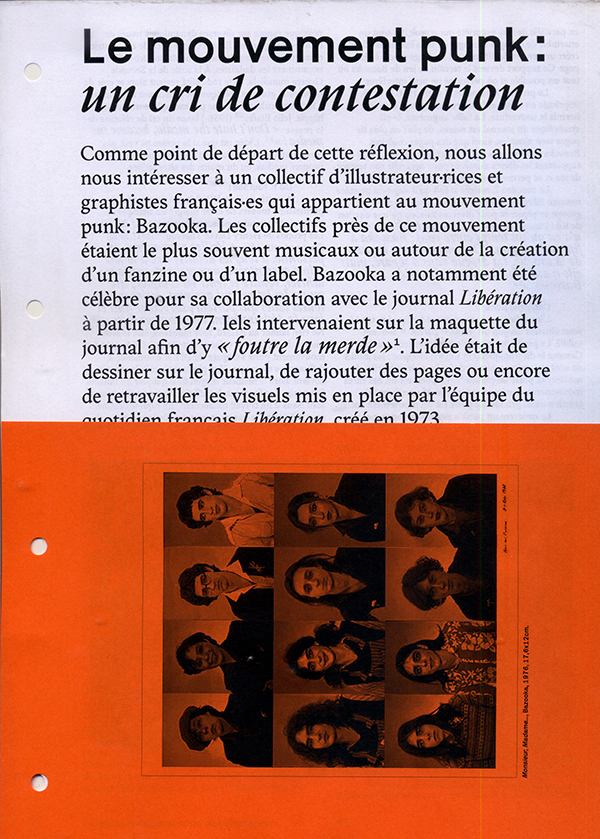 Le mouvement punk :
un cri de contestation
Comme point de départ de cette réflexion, nous allons
nous intéresser à un collectif d’illustrateur·rices et
graphistes français·es qui appartient au mouvement
punk : Bazooka. Les collectifs près de ce mouvement
étaient le plus souvent musicaux ou autour de la création
d’un fanzine ou d’un label. Bazooka a notamment été
célèbre pour sa collaboration avec le journal Libération
à partir de 1977. Iels intervenaient sur la maquette du
journal afin d’y « foutre la merde »¹. L’idée était de
dessiner sur le journal, de rajouter des pages ou encore
de retravailler les visuels mis en place par l’équipe du
quotidien français Libération, créé en 1973
Monsieur, Madame..., Bazooka, 1976, 17,6x12cm.